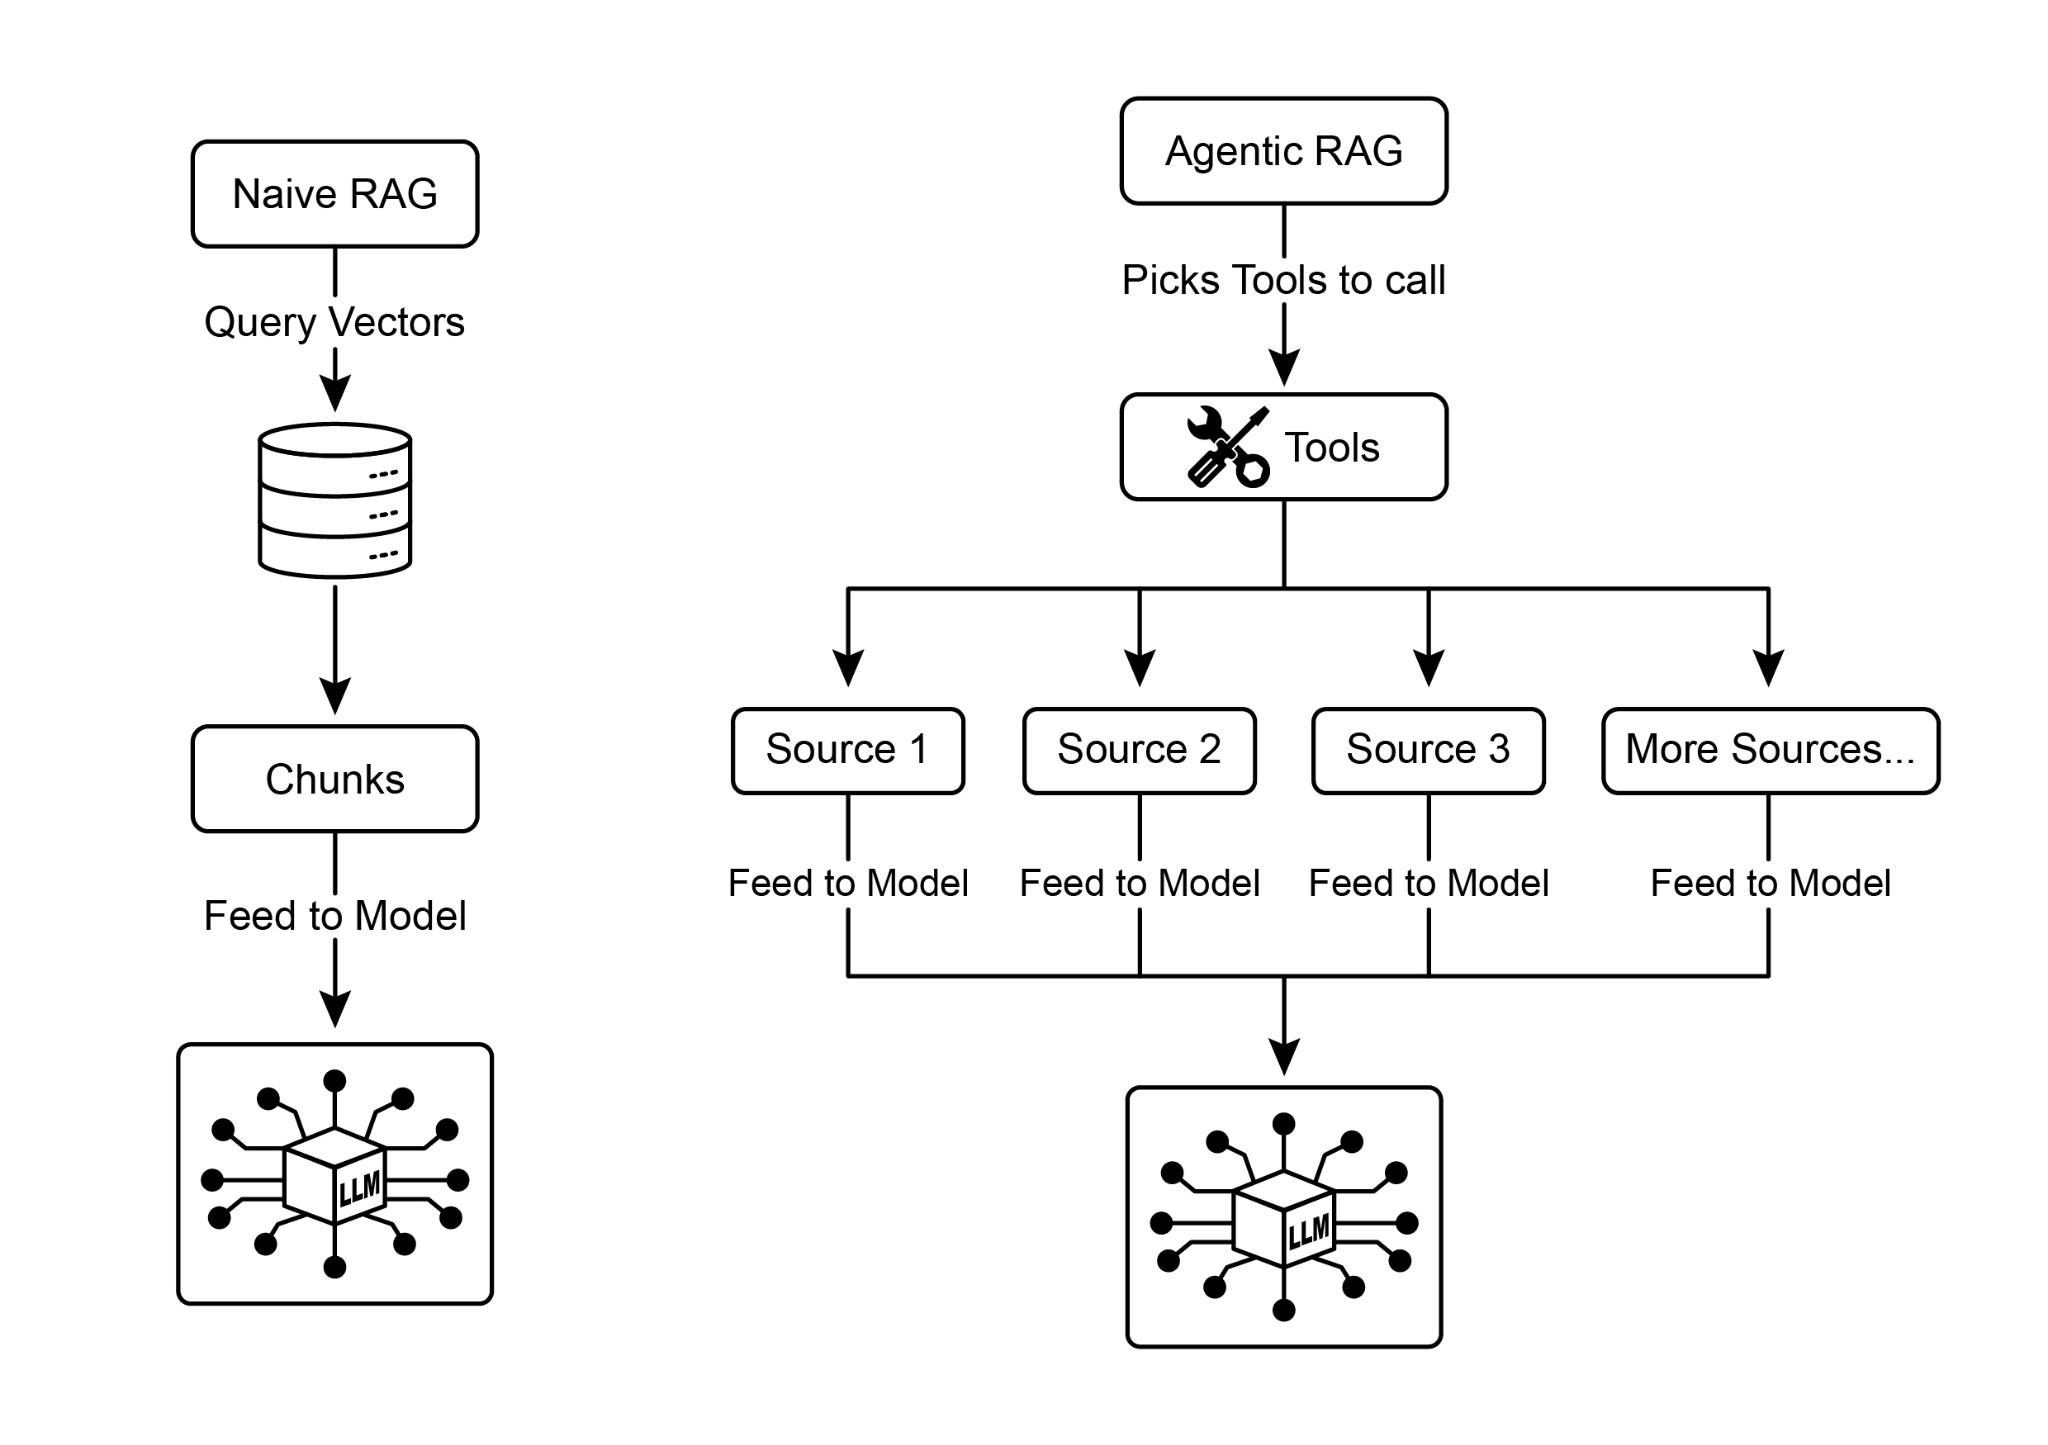 Naive RAG
Query Vectors
Chunks
Feed to Model
LLM
Agentic RAG
Picks Tools to call
Tools
Source 1
Source 2
Source 3
More Sources...
Feed to Model
Feed to Model
Feed to Model
Feed to Model
LLM